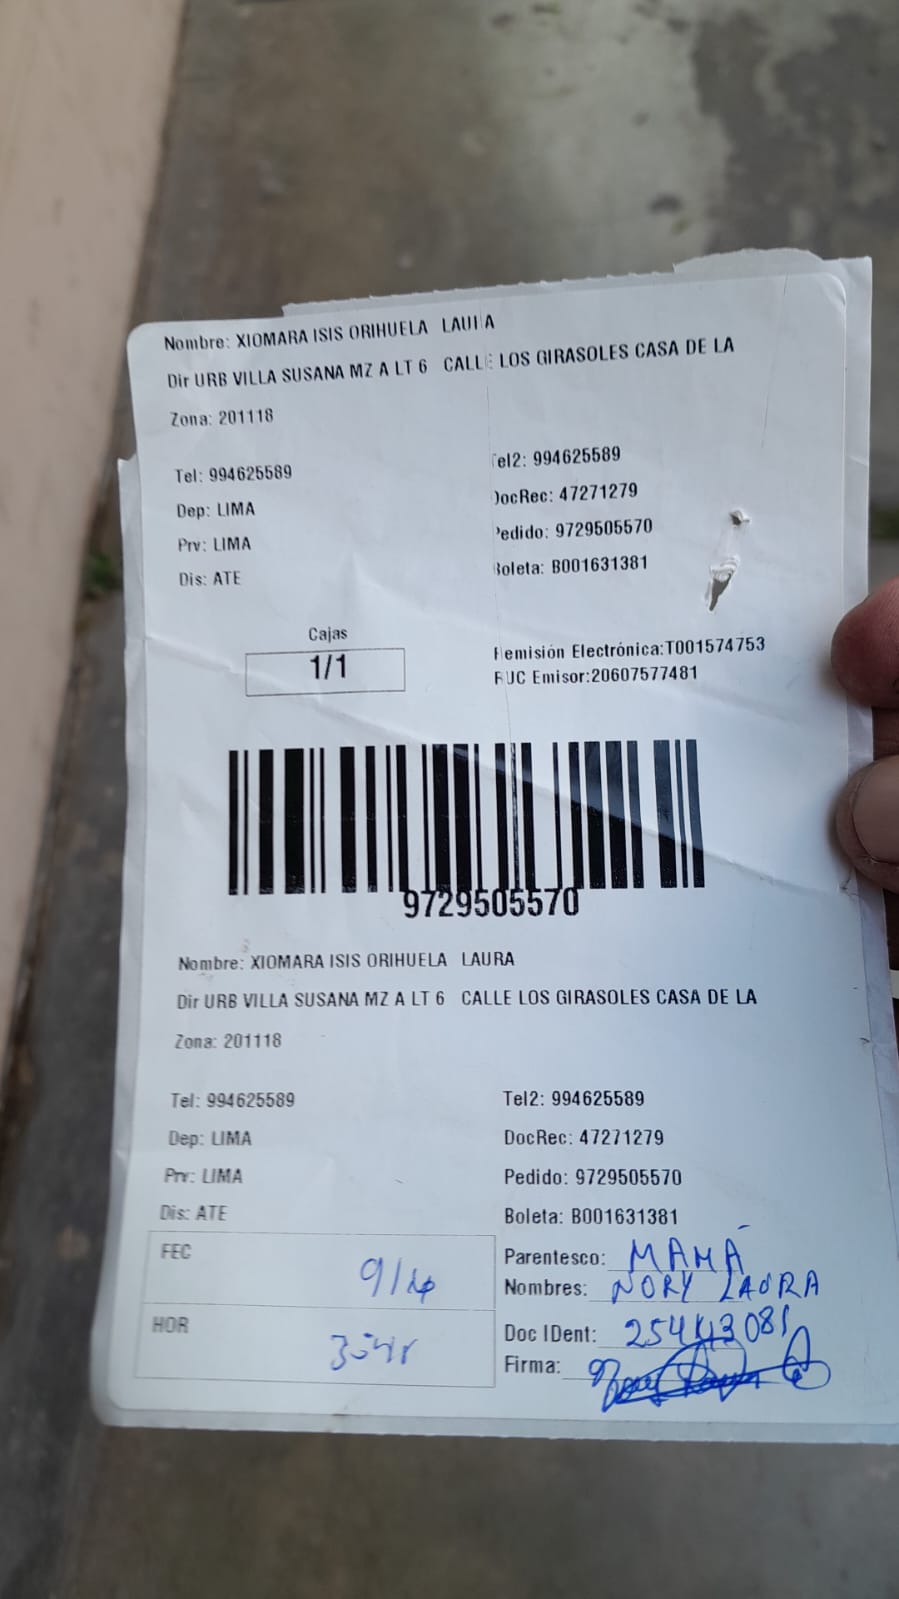 Nombre: XIOMARA ISIS ORIHUELA LAURA
Dir URB VILLA SUSANA MZ A LT 6 CALLE LOS GIRASOLES CASA DE LA
Zona: 201118
Tel: 994625589 Tel2: 994625589
Dep: LIMA DocRec: 47271279
Prv: LIMA Pedido: 9729505570
Dis: ATE Boleta: B001631381
Cajas
1/1
Remisión Electrónica:T001574753
RUC Emisor:20607577481
9729505570
Nombre: XIOMARA ISIS ORIHUELA LAURA
Dir URB VILLA SUSANA MZ A LT 6 CALLE LOS GIRASOLES CASA DE LA
Zona: 201118
Tel: 994625589 Tel2: 994625589
Dep: LIMA DocRec: 47271279
Prv: LIMA Pedido: 9729505570
Dis: ATE Boleta: B001631381
FEC
HOR
Parentesco: MAMÁ
Nombres: NORY LAURA
Doc IDent:
Firma: